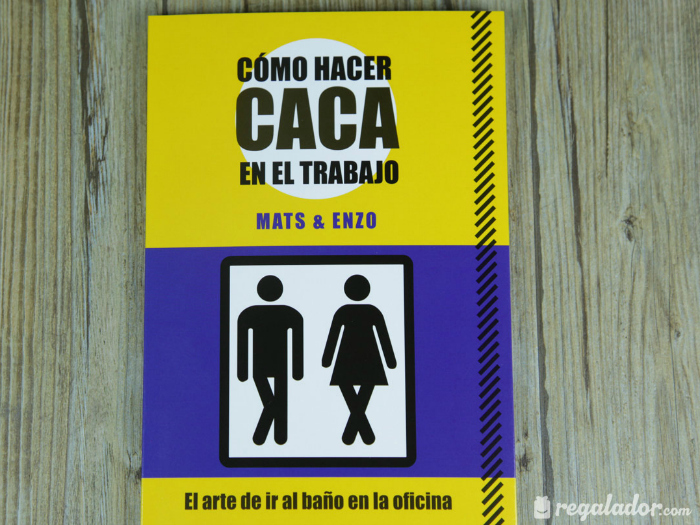 CÓMO HACER
CACA
EN EL TRABAJO
MATS & ENZO
El arte de ir al baño en la oficina
regalador.com